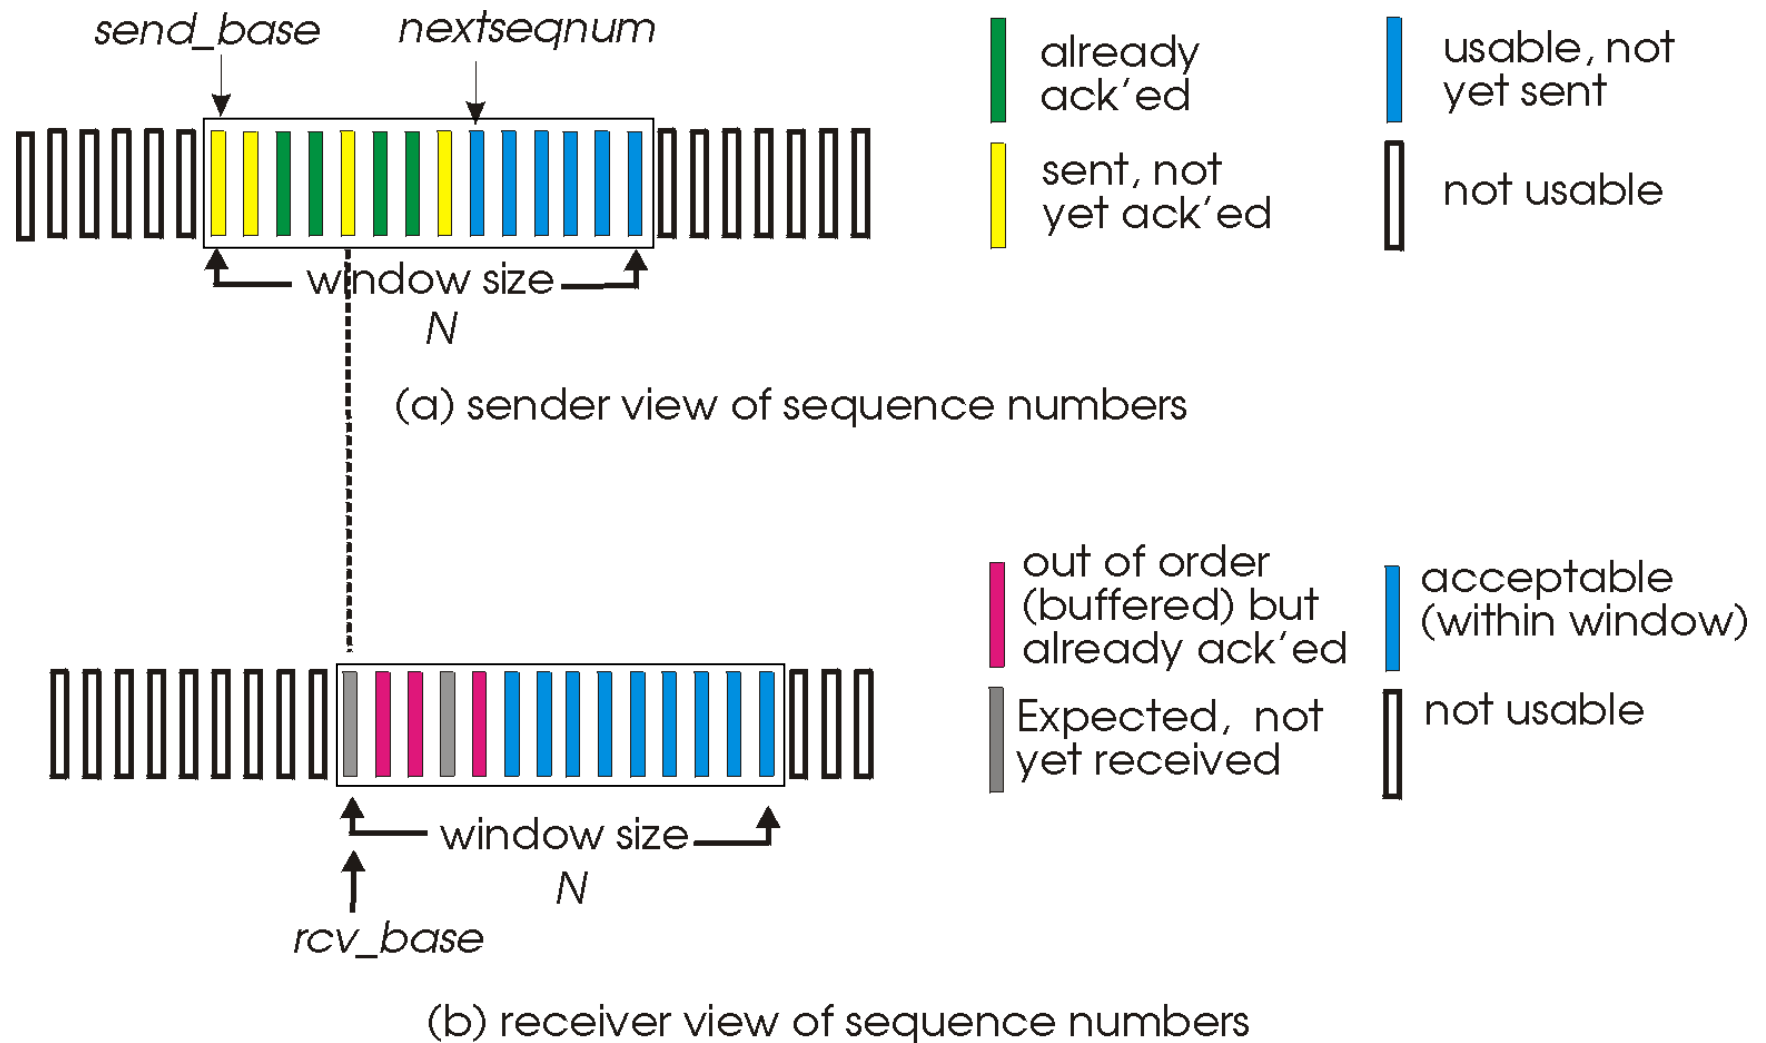 send_base
nextseqnum
already
ack'ed
usable, not
yet sent
sent, not
yet ack'ed
not usable
window size
N
(a) sender view of sequence numbers
out of order
(buffered) but
already ack'ed
acceptable
(within window)
Expected, not
yet received
not usable
window size
N
rcv_base
(b) receiver view of sequence numbers